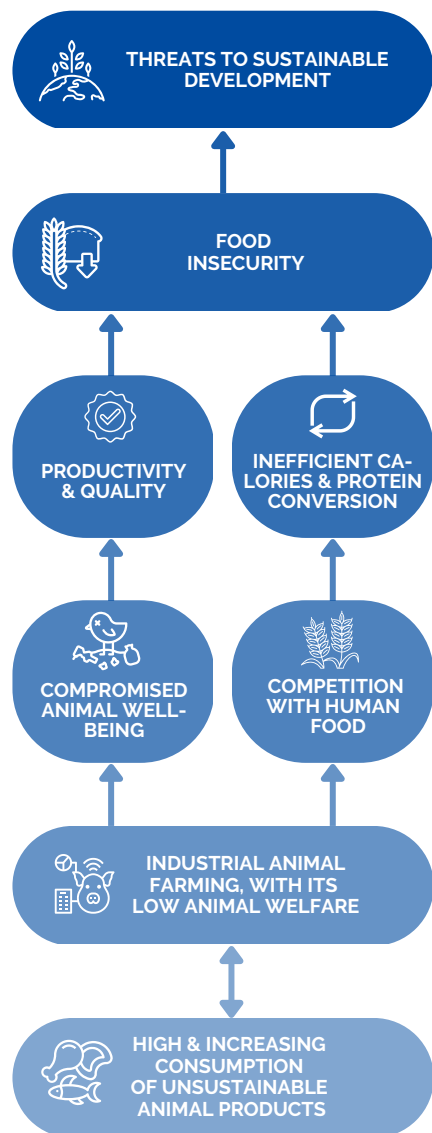 THREATS TO SUSTAINABLE
DEVELOPMENT
FOOD
INSECURITY
PRODUCTIVITY
& QUALITY
INEFFICIENT CA-
LORIES & PROTEIN
CONVERSION
COMPROMISED
ANIMAL WELL-
BEING
COMPETITION
WITH HUMAN
FOOD
INDUSTRIAL ANIMAL
FARMING, WITH ITS
LOW ANIMAL WELFARE
HIGH & INCREASING
CONSUMPTION
OF UNSUSTAINABLE
ANIMAL PRODUCTS